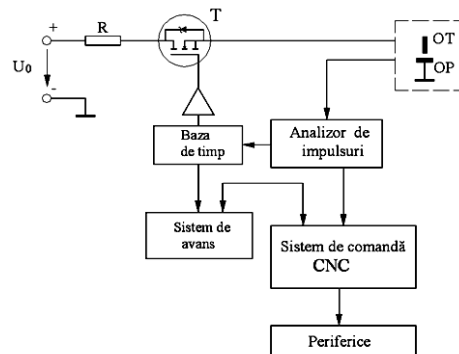 T
+
R
OT
U₀
OP
-
Baza
de timp
Analizor de
impulsuri
Sistem de
avans
Sistem de comandă
CNC
Periferice